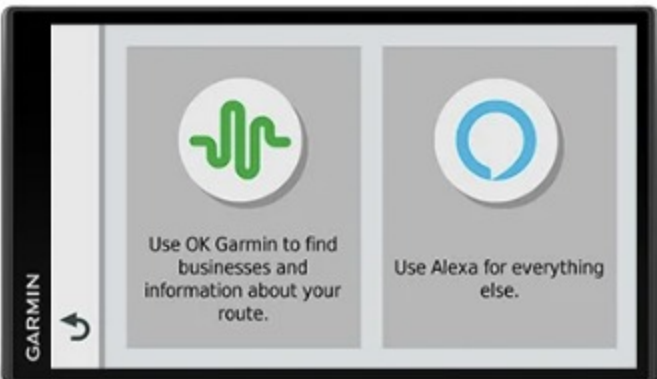 GARMIN
Use OK Garmin to find
businesses and
information about your
route.
Use Alexa for everything
else.